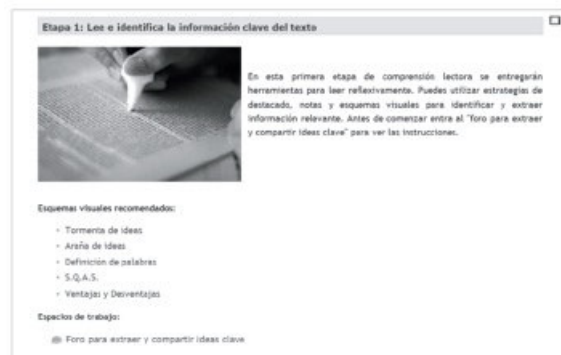 Etapa 1: Lee e identifica la información clave del texto
En esta primera etapa de comprensión lectora se entregarán
herramientas para leer reflexivamente. Puedes utilizar estrategias de
destacado, notas y esquemas visuales para identificar y extraer
información relevante. Antes de comenzar entra al "foro para extraer
y compartir ideas clave" para ver las instrucciones.
Esquemas visuales recomendados:
Tormenta de ideas
Araña de ideas
Definición de palabras
S.Q.A.S.
Ventajas y Desventajas
Espacios de trabajo:
Foro para extraer y compartir ideas clave